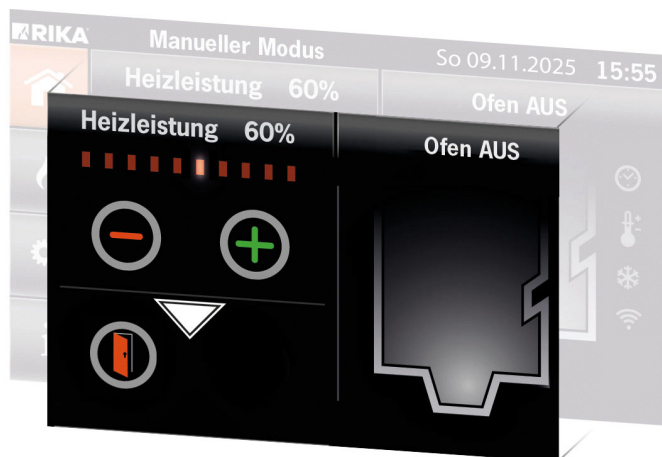 RIKA
Manueller Modus
So 09.11.2025 15:55
Heizleistung 60%
Ofen AUS
Heizleistung 60%
Ofen AUS